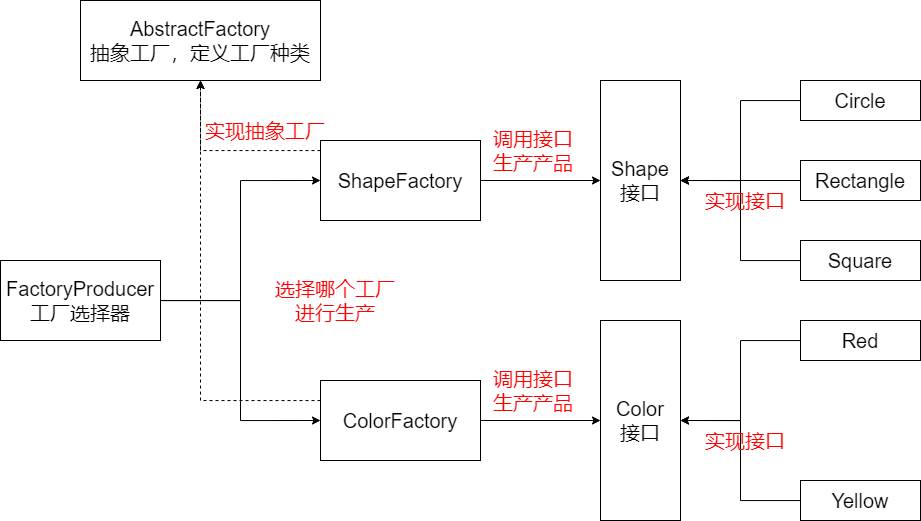 AbstractFactory
抽象工厂，定义工厂种类
实现抽象工厂
ShapeFactory
调用接口
生产产品
Shape
接口
实现接口
Circle
Rectangle
Square
FactoryProducer
工厂选择器
选择哪个工厂
进行生产
ColorFactory
调用接口
生产产品
Color
接口
实现接口
Red
Yellow